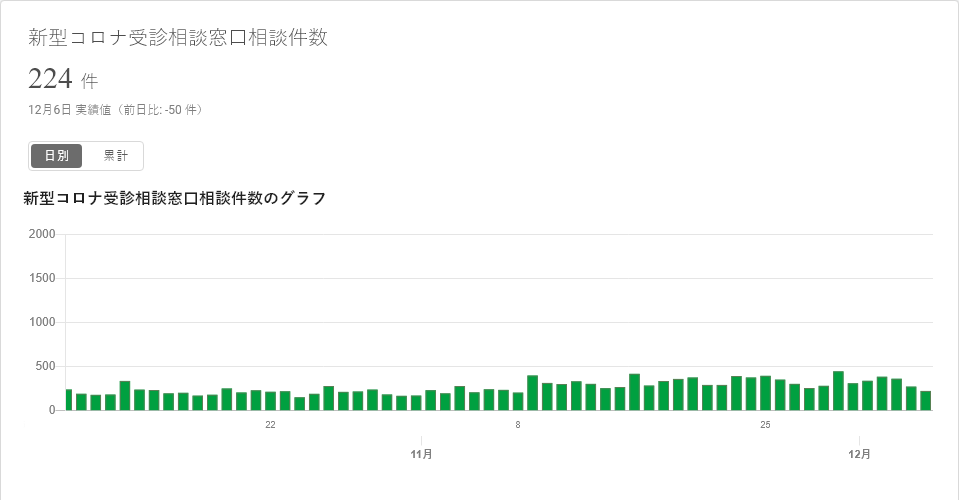 新型コロナ受診相談窓口相談件数
224 件
12月6日 実績値（前日比: -50 件）
日別 累計
新型コロナ受診相談窓口相談件数のグラフ
2000
1500
1000
500
0
22 8 25
11月 12月